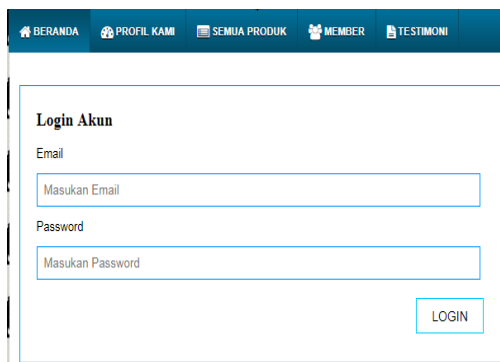 BERANDA PROFIL KAMI SEMUA PRODUK MEMBER TESTIMONI
Login Akun
Email
Masukan Email
Password
Masukan Password
LOGIN